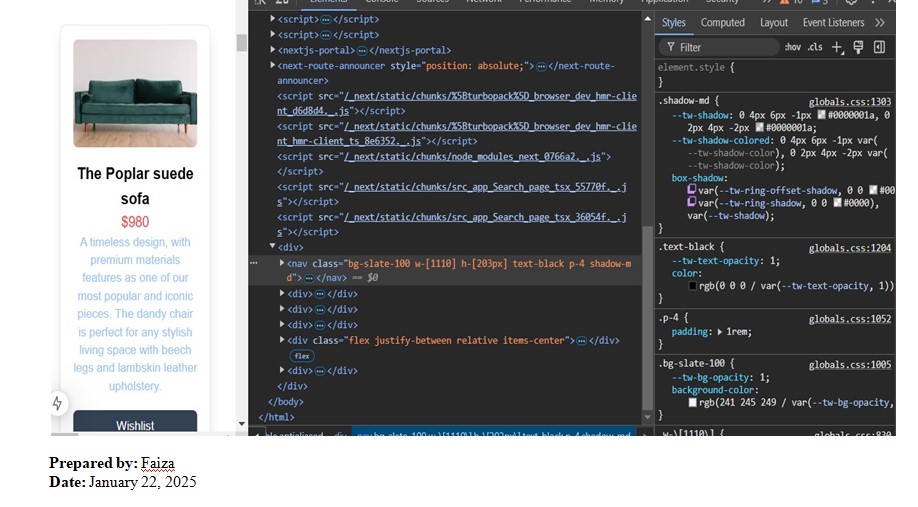 The Poplar suede
sofa
$980
A timeless design, with
premium materials
features as one of our
most popular and iconic
pieces. The dandy chair
is perfect for any stylish
living space with beech
legs and lambskin leather
upholstery.
Wishlist
<script>…</script>
<script>…</script>
<nextjs-portal>…</nextjs-portal>
<next-route-announcer style="position: absolute;">…</next-route-
announcer>
<script src="/_next/static/chunks/%5Bturbopack%5D_browser_dev_hmr-clie
nt_d6d8d4._.js"></script>
<script src="/_next/static/chunks/%5Bturbopack%5D_browser_dev_hmr-clie
nt_hmr-client_ts_8e6352._.js"></script>
<script src="/_next/static/chunks/node_modules_next_0766a2._.js">
</script>
<script src="/_next/static/chunks/src_app_Search_page_tsx_55770f._.j
s"></script>
<script src="/_next/static/chunks/src_app_Search_page_tsx_36054f._.j
s"></script>
<div>
<nav class="bg-slate-100 w-[1110] h-[203px] text-black p-4 shadow-m
d">…</nav> == $0
<div>…</div>
<div>…</div>
<div>…</div>
<div class="flex justify-between relative items-center">…</div>
flex
<div>…</div>
</div>
</body>
</html>
Styles Computed Layout Event Listeners
Filter :hov .cls
element.style {
}
.shadow-md { globals.css:1303
--tw-shadow: 0 4px 6px -1px #0000001a, 0
2px 4px -2px #0000001a;
--tw-shadow-colored: 0 4px 6px -1px var(
--tw-shadow-color), 0 2px 4px -2px var(
--tw-shadow-color);
box-shadow:
var(--tw-ring-offset-shadow, 0 0 #00
var(--tw-ring-shadow, 0 0 #0000),
var(--tw-shadow);
}
.text-black { globals.css:1204
--tw-text-opacity: 1;
color:
rgb(0 0 0 / var(--tw-text-opacity, 1))
}
.p-4 { globals.css:1052
padding: 1rem;
}
.bg-slate-100 { globals.css:1005
--tw-bg-opacity: 1;
background-color:
rgb(241 245 249 / var(--tw-bg-opacity,
Prepared by: Faiza
Date: January 22, 2025